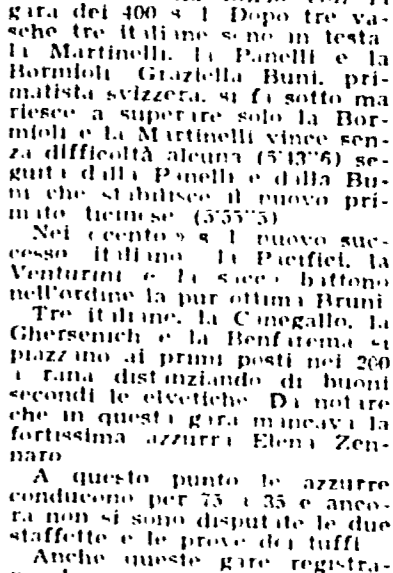 gara dei 400 s l Dopo tre va-
sche tre italiane sono in testa
la Martinelli, la Panelli e la
Bormioli Graziella Buni, pri-
matista svizzera, si fa sotto ma
riesce a superare solo la Bor-
mioli e la Martinelli vince sen-
za difficoltà alcuna (5'43"6) se-
guita dalla Panelli e dalla Bu-
ni che stabilisce il nuovo pri-
mato ticinese (5'55"5)
Nei «cento» s l nuovo suc-
cesso italiano la Pacifici, la
Venturini e la battono
nell'ordine la pur ottima Bruni
Tre italiane, la Canegallo, la
Ghersenich e la Benfatema si
piazzano ai primi posti nei 200
a rana distanziando di buoni
secondi le elvetiche Da notare
che in questa gara mancava la
fortissima azzurra Elena Zen-
naro
A questo punto le azzurre
conducono per 75 a 35 e anco-
ra non si sono disputate le due
staffette e le prove dei tuffi
Anche queste gare registra-